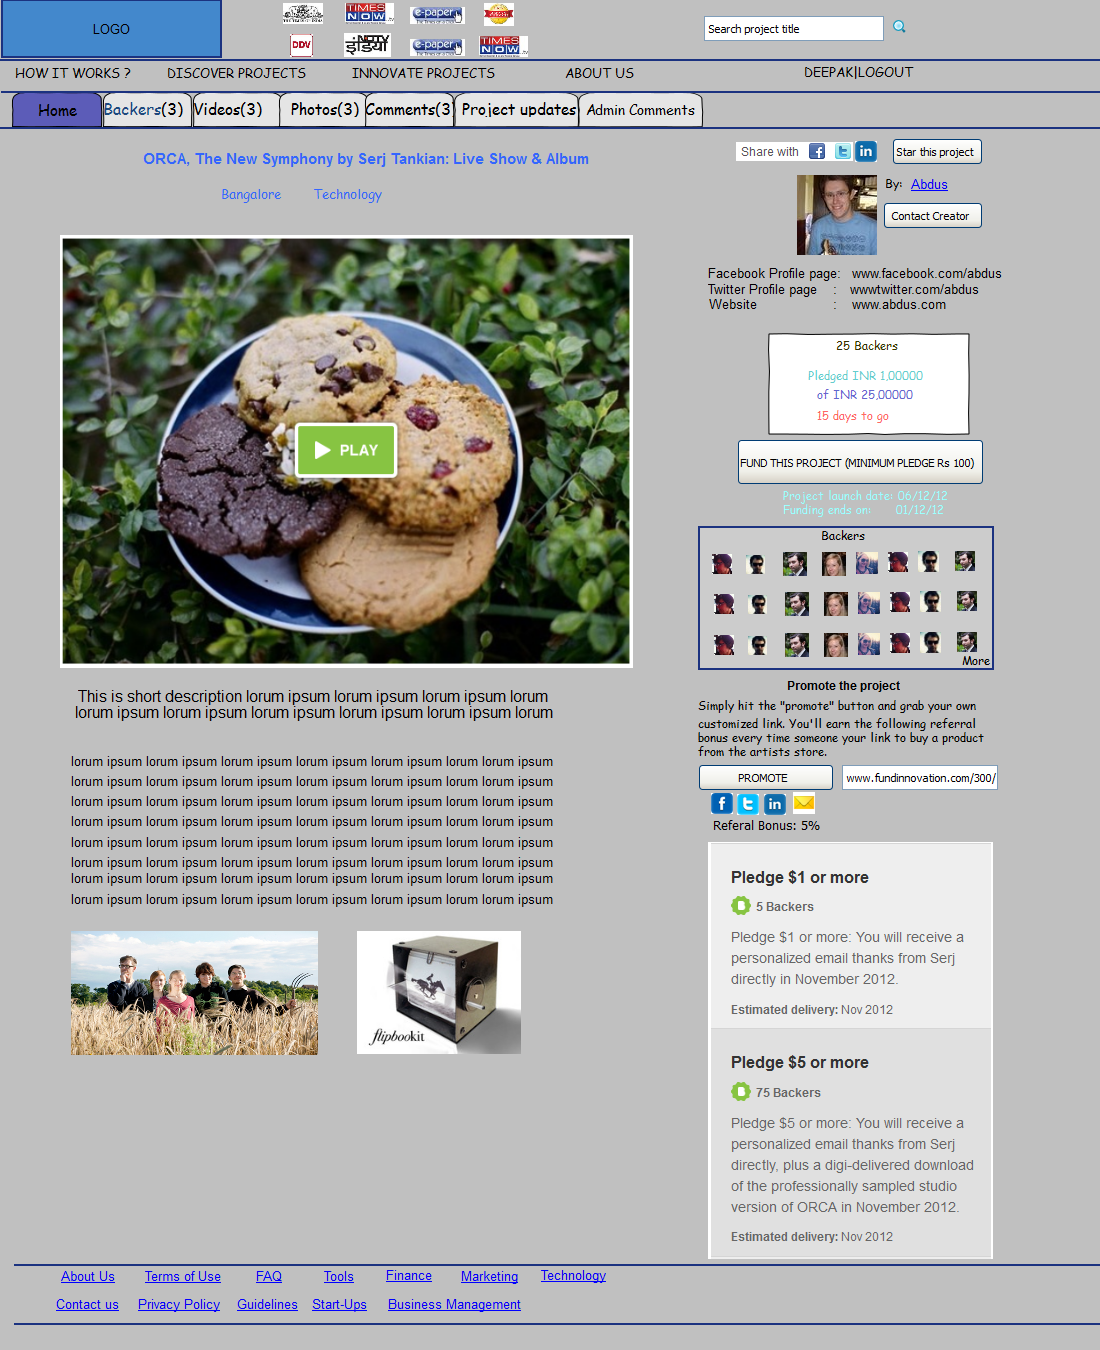 LOGO
TIMES
NOW.tv
e-paper
DDV
NDTV
इंडिया
e-paper
TIMES
NOW.tv
Search project title
HOW IT WORKS ?
DISCOVER PROJECTS
INNOVATE PROJECTS
ABOUT US
DEEPAK|LOGOUT
Home
Backers(3)
Videos(3)
Photos(3)
Comments(3)
Project updates
Admin Comments
ORCA, The New Symphony by Serj Tankian: Live Show & Album
Bangalore
Technology
PLAY
This is short description lorum ipsum lorum ipsum lorum ipsum lorum
lorum ipsum lorum ipsum lorum ipsum lorum ipsum lorum ipsum lorum
lorum ipsum lorum ipsum lorum ipsum lorum ipsum lorum ipsum lorum lorum ipsum
lorum ipsum lorum ipsum lorum ipsum lorum ipsum lorum ipsum lorum lorum ipsum
lorum ipsum lorum ipsum lorum ipsum lorum ipsum lorum ipsum lorum lorum ipsum
lorum ipsum lorum ipsum lorum ipsum lorum ipsum lorum ipsum lorum lorum ipsum
lorum ipsum lorum ipsum lorum ipsum lorum ipsum lorum ipsum lorum lorum ipsum
lorum ipsum lorum ipsum lorum ipsum lorum ipsum lorum ipsum lorum lorum ipsum
lorum ipsum lorum ipsum lorum ipsum lorum ipsum lorum ipsum lorum lorum ipsum
lorum ipsum lorum ipsum lorum ipsum lorum ipsum lorum ipsum lorum lorum ipsum
flipbookit
Share with
Star this project
By: Abdus
Contact Creator
Facebook Profile page: www.facebook.com/abdus
Twitter Profile page : wwwtwitter.com/abdus
Website : www.abdus.com
25 Backers
Pledged INR 1,00000
of INR 25,00000
15 days to go
FUND THIS PROJECT (MINIMUM PLEDGE Rs 100)
Project launch date: 06/12/12
Funding ends on: 01/12/12
Backers
More
Promote the project
Simply hit the "promote" button and grab your own
customized link. You'll earn the following referral
bonus every time someone your link to buy a product
from the artists store.
PROMOTE
www.fundinnovation.com/300/
Referal Bonus: 5%
Pledge $1 or more
5 Backers
Pledge $1 or more: You will receive a
personalized email thanks from Serj
directly in November 2012.
Estimated delivery: Nov 2012
Pledge $5 or more
75 Backers
Pledge $5 or more: You will receive a
personalized email thanks from Serj
directly, plus a digi-delivered download
of the professionally sampled studio
version of ORCA in November 2012.
Estimated delivery: Nov 2012
About Us
Terms of Use
FAQ
Tools
Finance
Marketing
Technology
Contact us
Privacy Policy
Guidelines
Start-Ups
Business Management